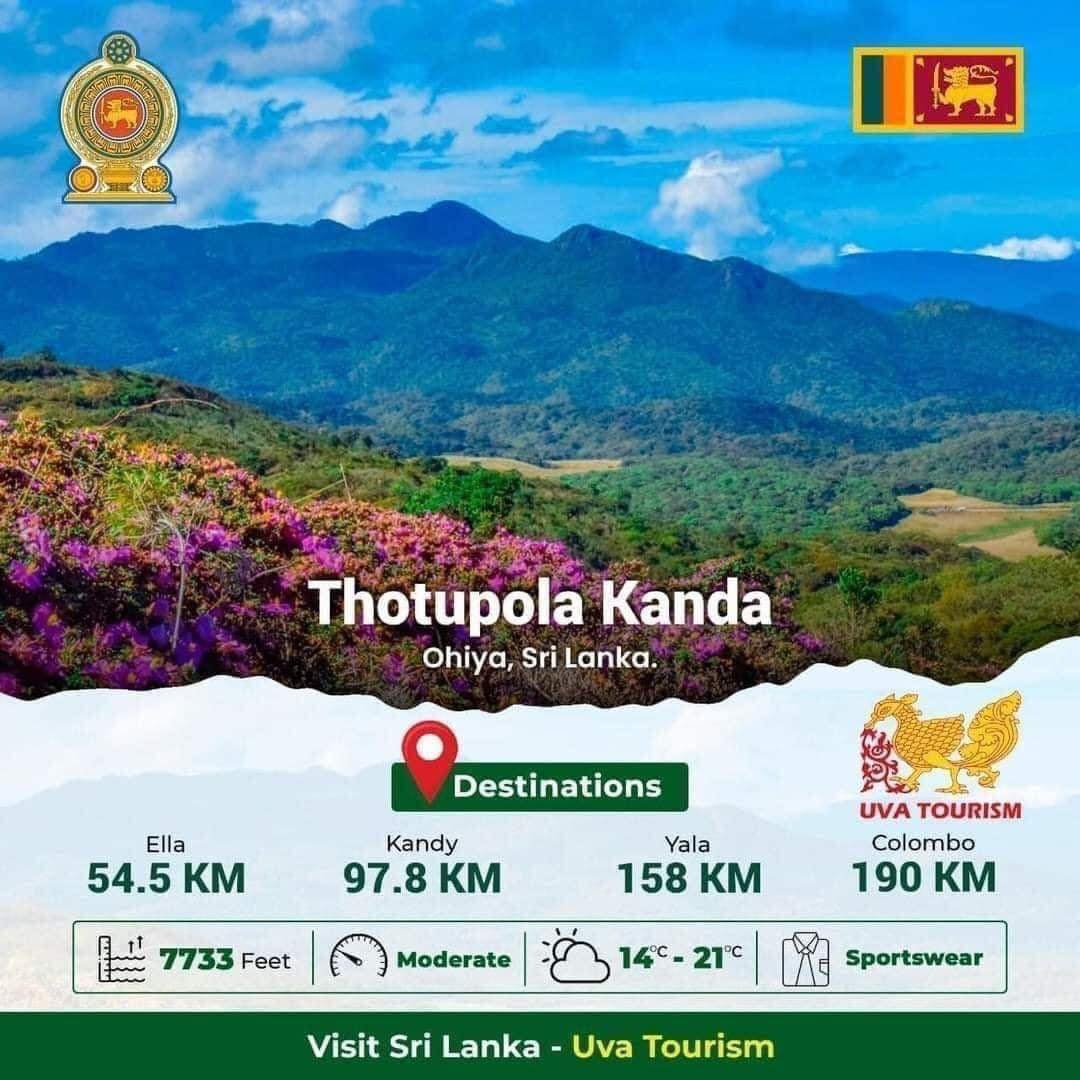 Thotupola Kanda
Ohiya, Sri Lanka.
Destinations
UVA TOURISM
Ella
54.5 KM
Kandy
97.8 KM
Yala
158 KM
Colombo
190 KM
7733 Feet
Moderate
14°C - 21°C
Sportswear
Visit Sri Lanka - Uva Tourism